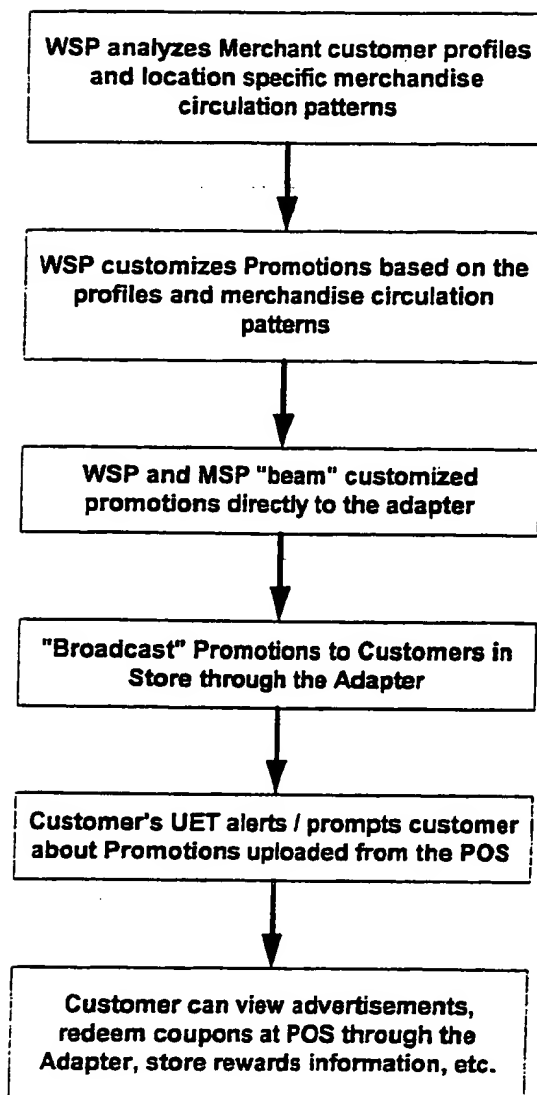 WSP analyzes Merchant customer profiles
and location specific merchandise
circulation patterns
WSP customizes Promotions based on the
profiles and merchandise circulation
patterns
WSP and MSP "beam" customized
promotions directly to the adapter
"Broadcast" Promotions to Customers in
Store through the Adapter
Customer's UET alerts / prompts customer
about Promotions uploaded from the POS
Customer can view advertisements,
redeem coupons at POS through the
Adapter, store rewards information, etc.